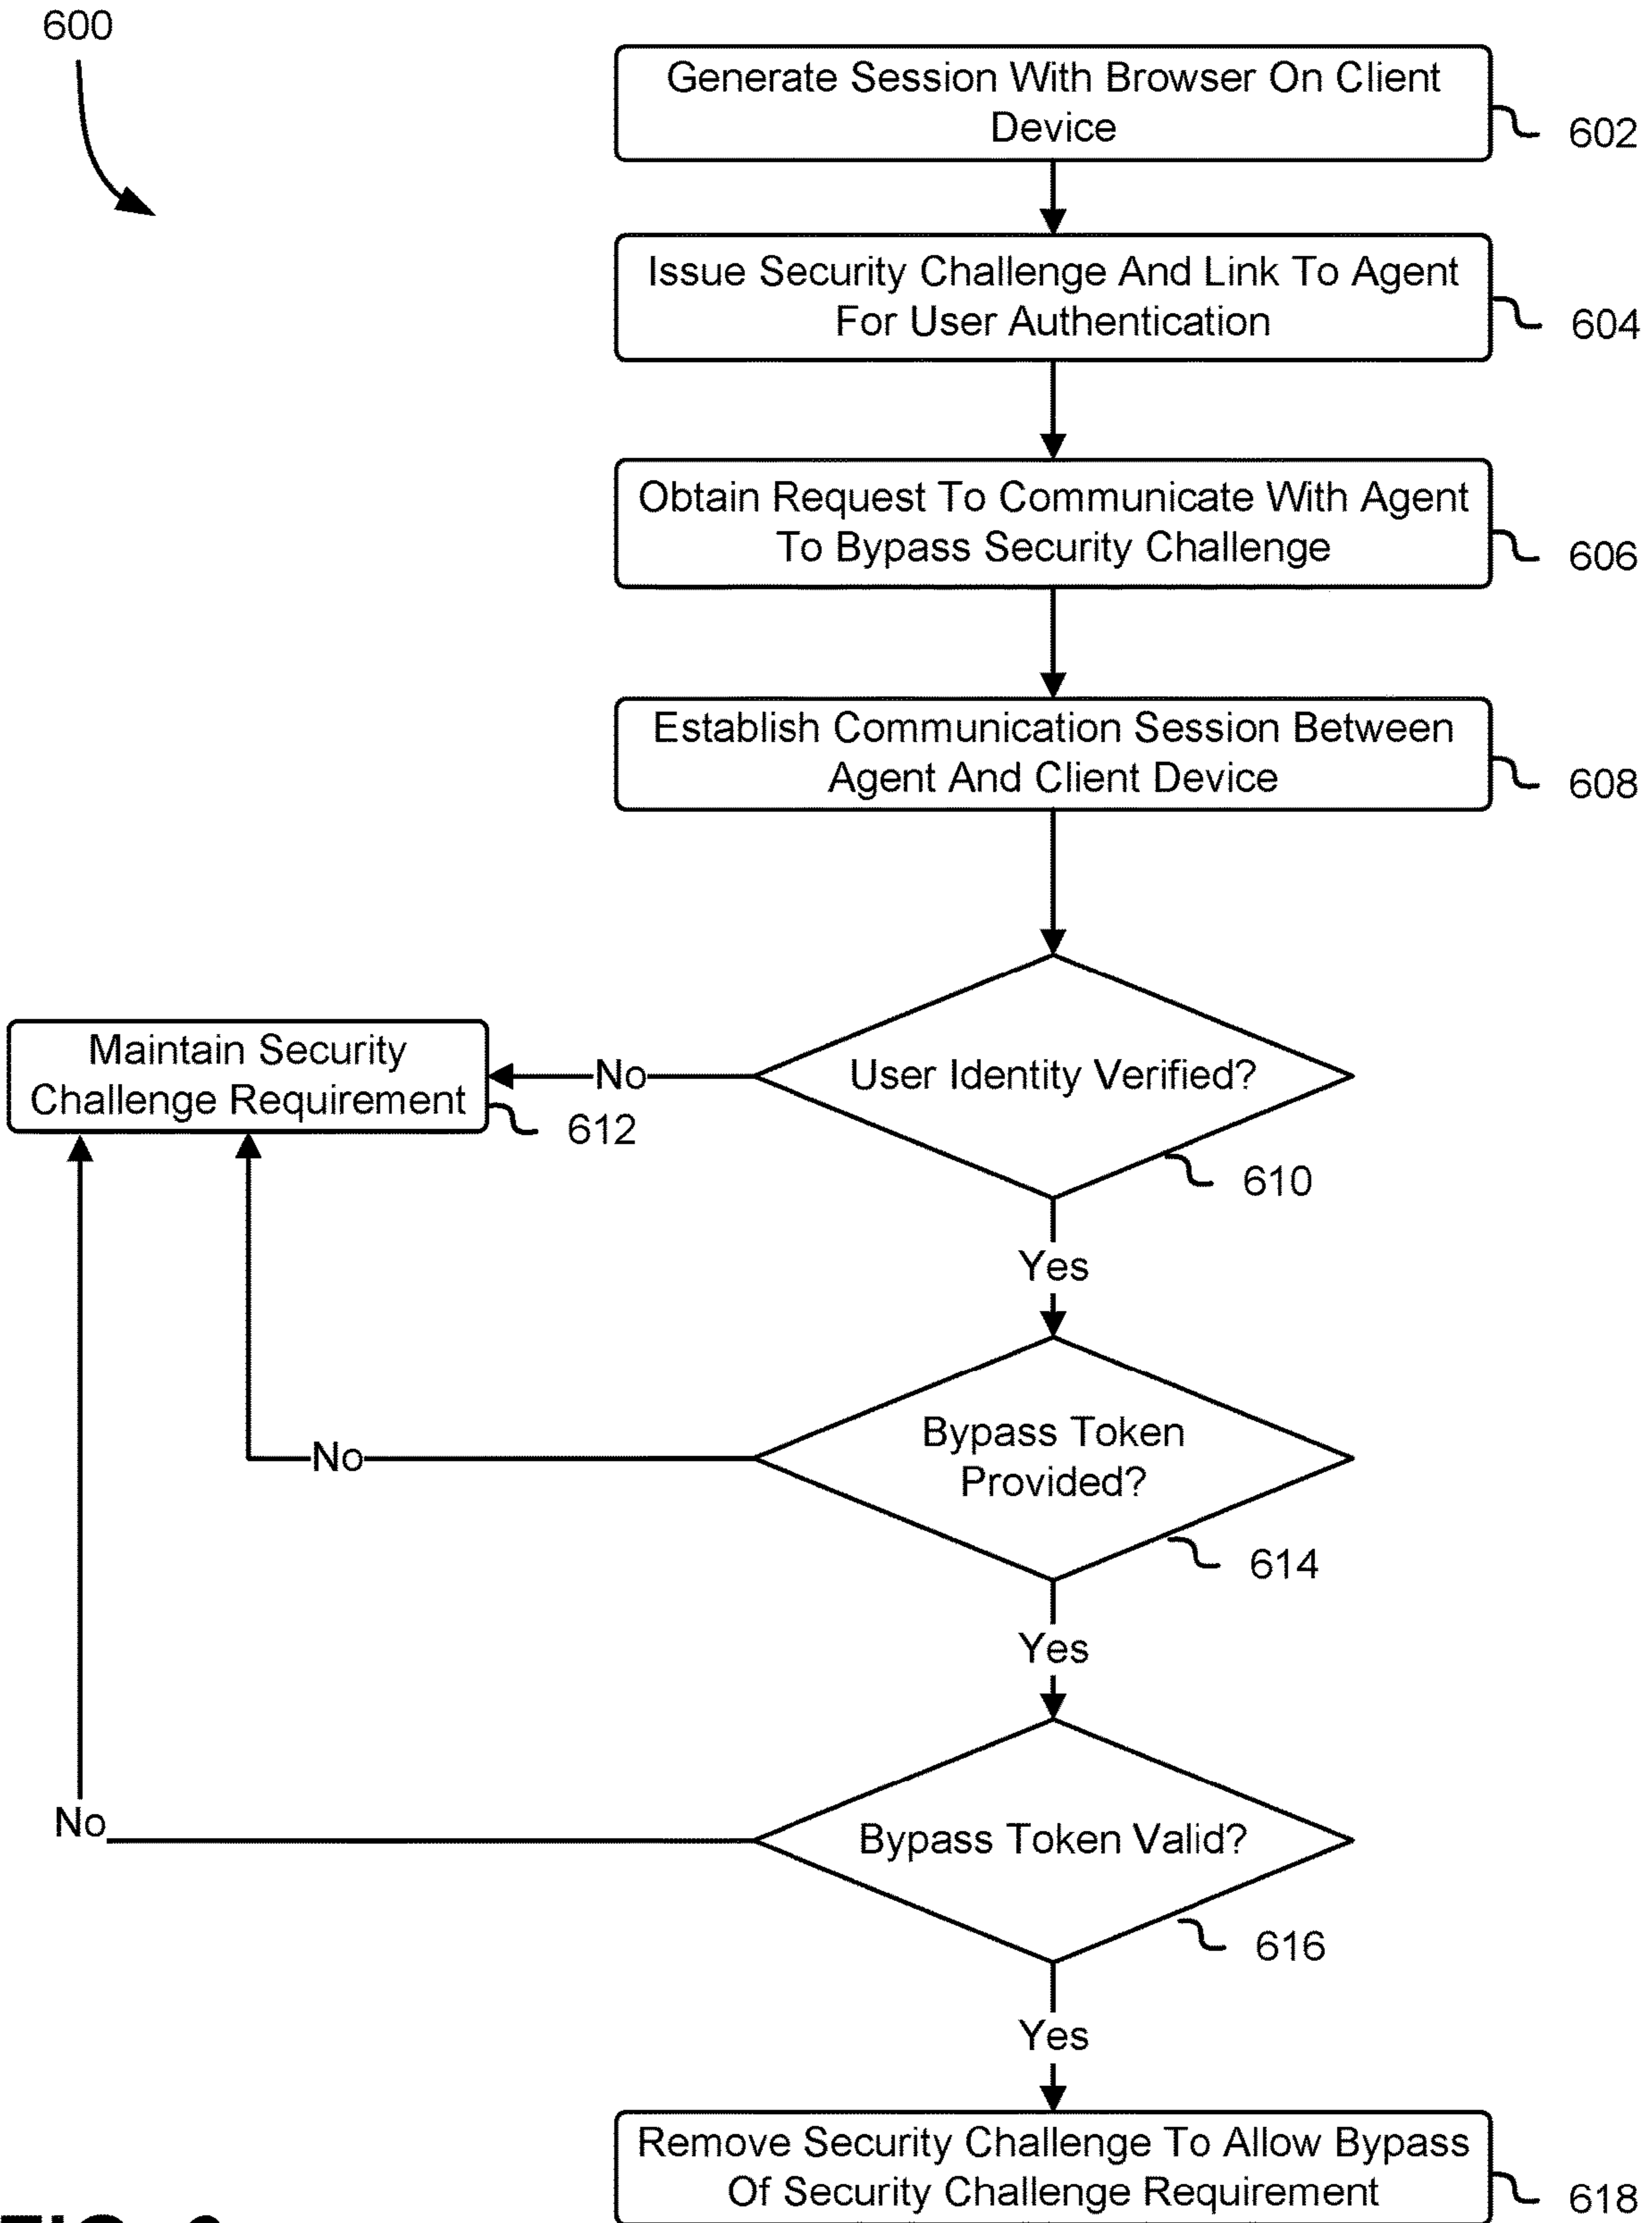 600
Generate Session With Browser On Client
Device
602
Issue Security Challenge And Link To Agent
For User Authentication
604
Obtain Request To Communicate With Agent
To Bypass Security Challenge
606
Establish Communication Session Between
Agent And Client Device
608
User Identity Verified?
610
No
Maintain Security
Challenge Requirement
612
Yes
Bypass Token
Provided?
614
No
Yes
Bypass Token Valid?
616
No
Yes
Remove Security Challenge To Allow Bypass
Of Security Challenge Requirement
618